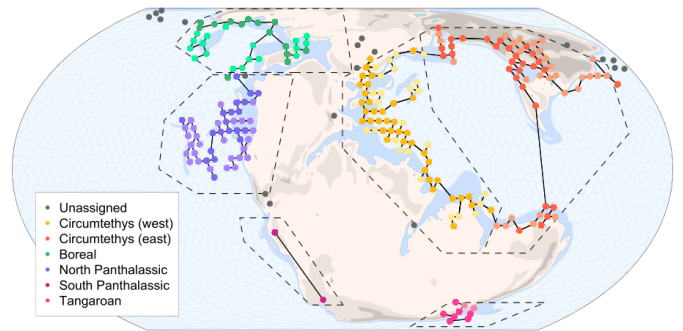 Unassigned
Circumtethys (west)
Circumtethys (east)
Boreal
North Panthalassic
South Panthalassic
Tangaroan